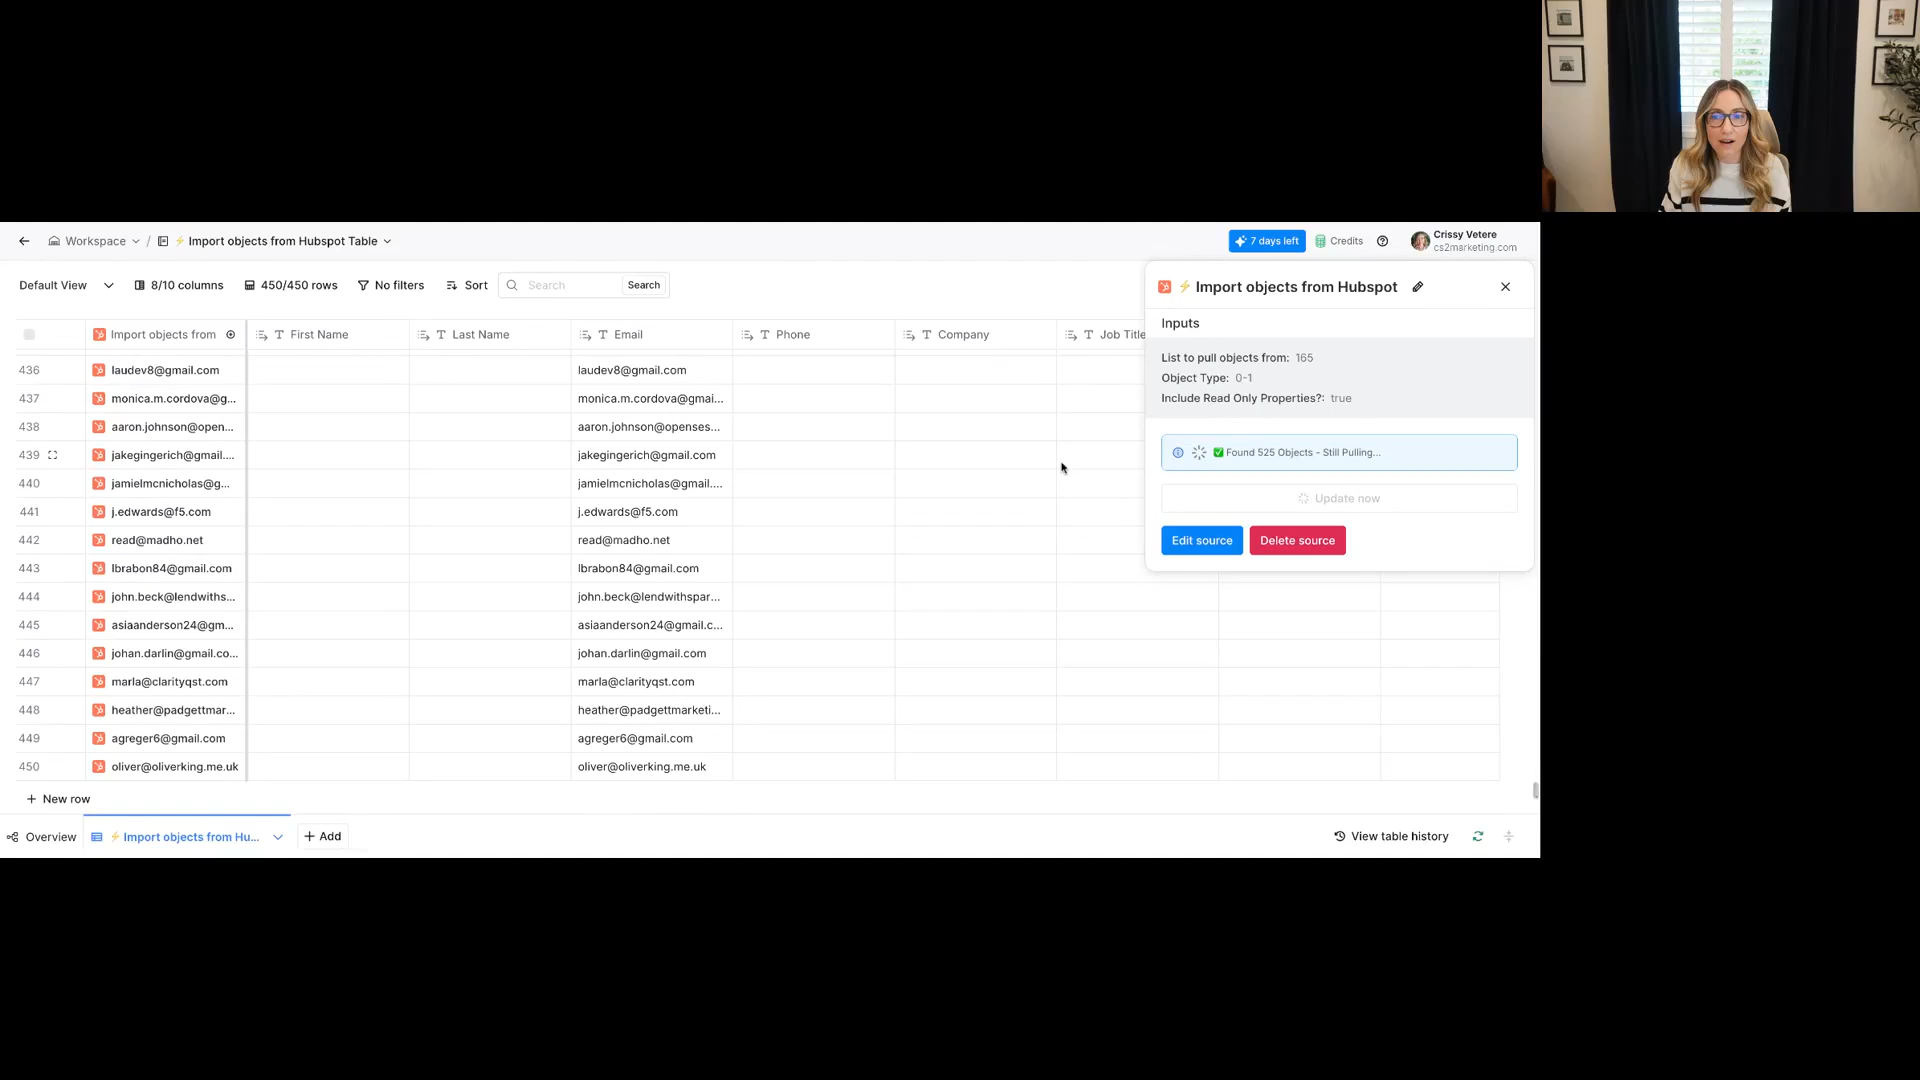 Workspace / ⚡ Import objects from Hubspot Table
7 days left
Credits
Crissy Vetere
cs2marketing.com
Default View
8/10 columns
450/450 rows
No filters
Sort
Search
Search
Import objects from
First Name
Last Name
Email
Phone
Company
Job Title
436 laudev8@gmail.com laudev8@gmail.com
437 monica.m.cordova@g... monica.m.cordova@gmai...
438 aaron.johnson@open... aaron.johnson@openses...
439 jakegingerich@gmail.... jakegingerich@gmail.com
440 jamielmcnicholas@g... jamielmcnicholas@gmail....
441 j.edwards@f5.com j.edwards@f5.com
442 read@madho.net read@madho.net
443 lbrabon84@gmail.com lbrabon84@gmail.com
444 john.beck@lendwiths... john.beck@lendwithspar...
445 asiaanderson24@gm... asiaanderson24@gmail.c...
446 johan.darlin@gmail.co... johan.darlin@gmail.com
447 marla@clarityqst.com marla@clarityqst.com
448 heather@padgettmar... heather@padgettmarketi...
449 agreger6@gmail.com agreger6@gmail.com
450 oliver@oliverking.me.uk oliver@oliverking.me.uk
+ New row
⚡ Import objects from Hubspot
Inputs
List to pull objects from: 165
Object Type: 0-1
Include Read Only Properties?: true
✅ Found 525 Objects - Still Pulling...
Update now
Edit source
Delete source
Overview
⚡ Import objects from Hu...
+ Add
View table history